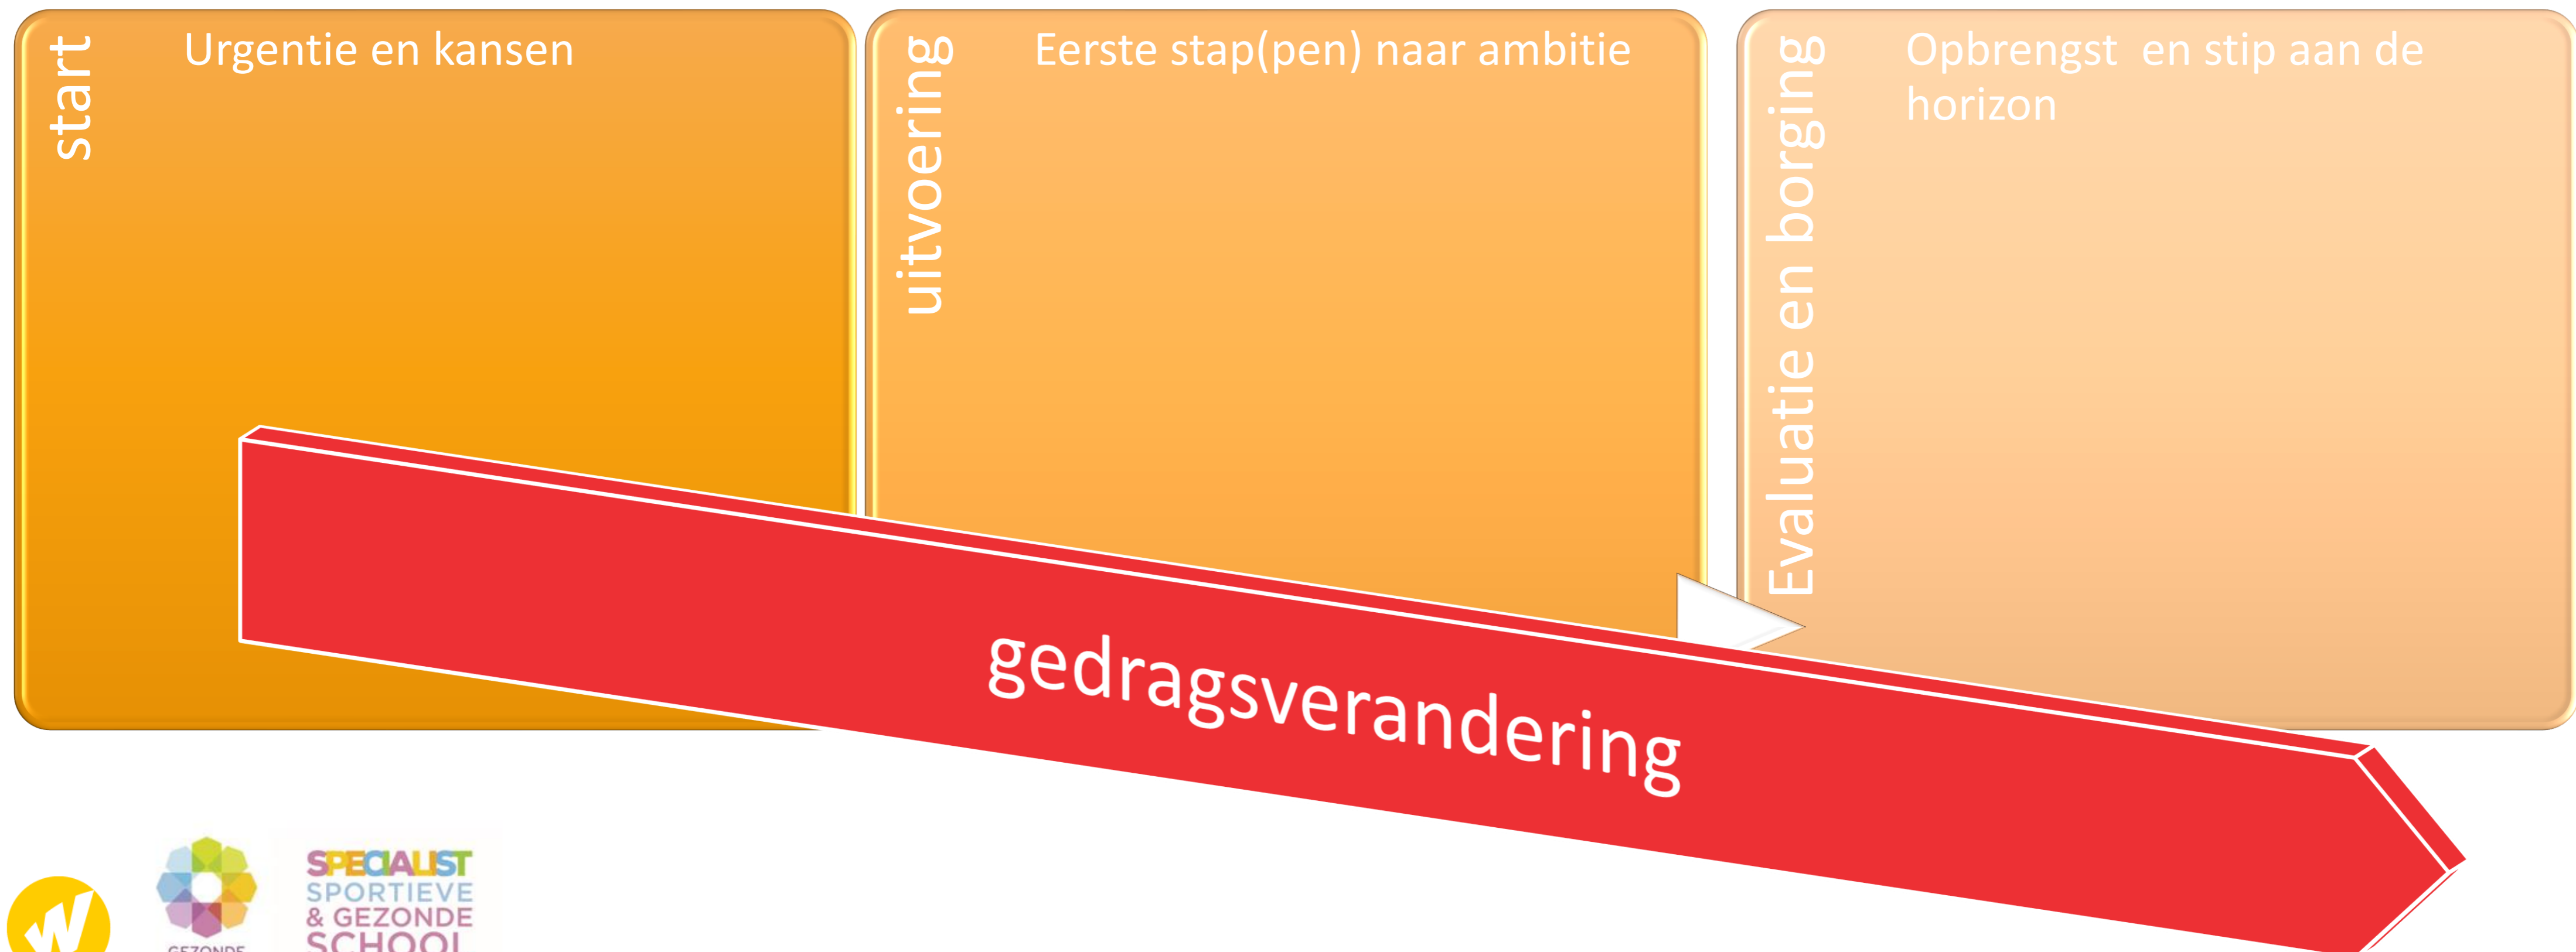 start
Urgentie en kansen
uitvoering
Eerste stap(pen) naar ambitie
Evaluatie en borging
Opbrengst en stip aan de
horizon
gedragsverandering
GEZONDE
SPECIALIST
SPORTIEVE
& GEZONDE
SCHOOL